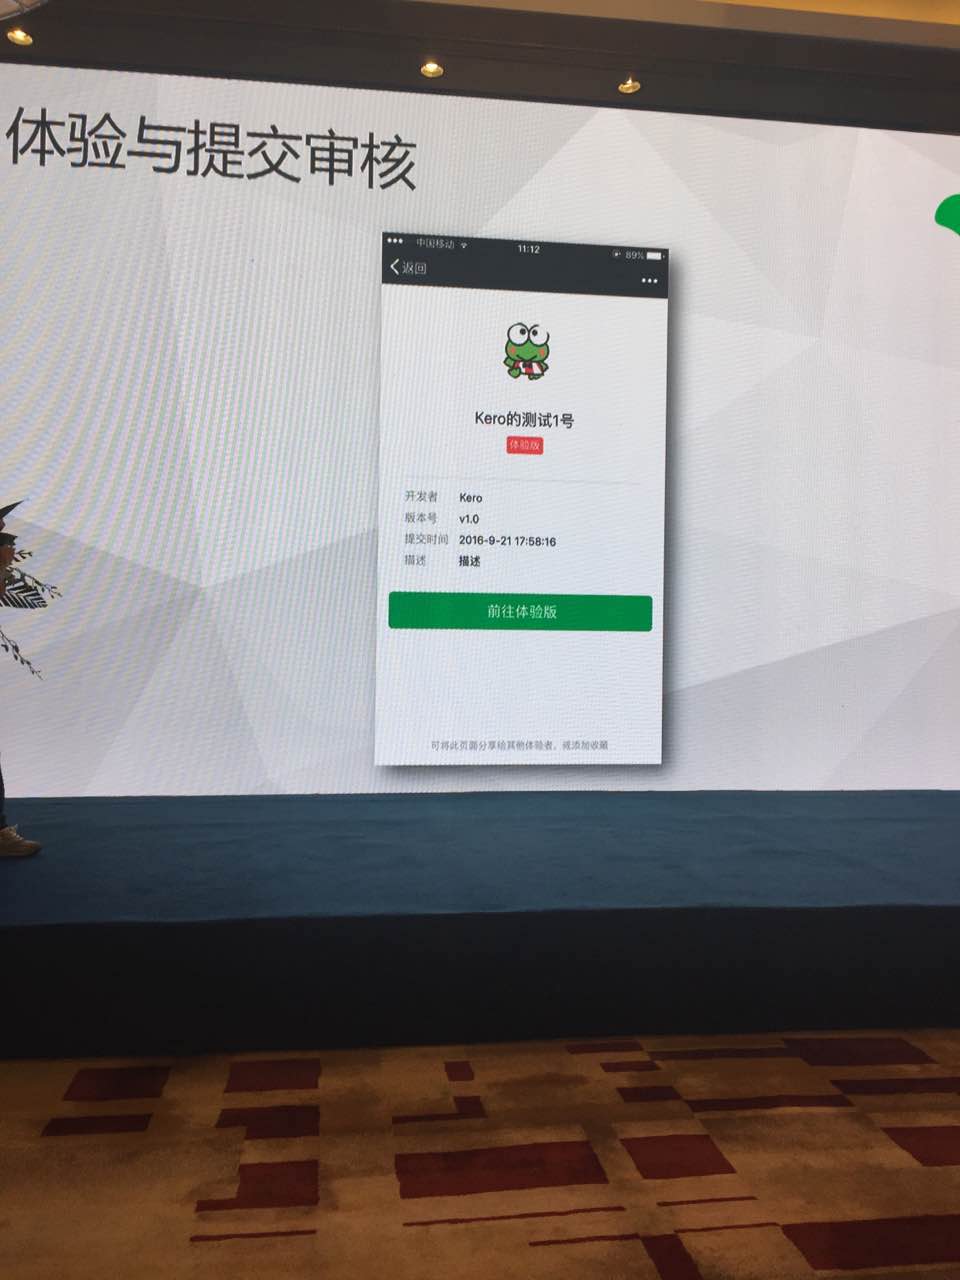 体验与提交审核
中国移动 11:12 89%
返回
Kero的测试1号
体验版
开发者 Kero
版本号 v1.0
提交时间 2016-9-21 17:58:16
描述 描述
前往体验版
可将此页面分享给其他体验者，或添加收藏